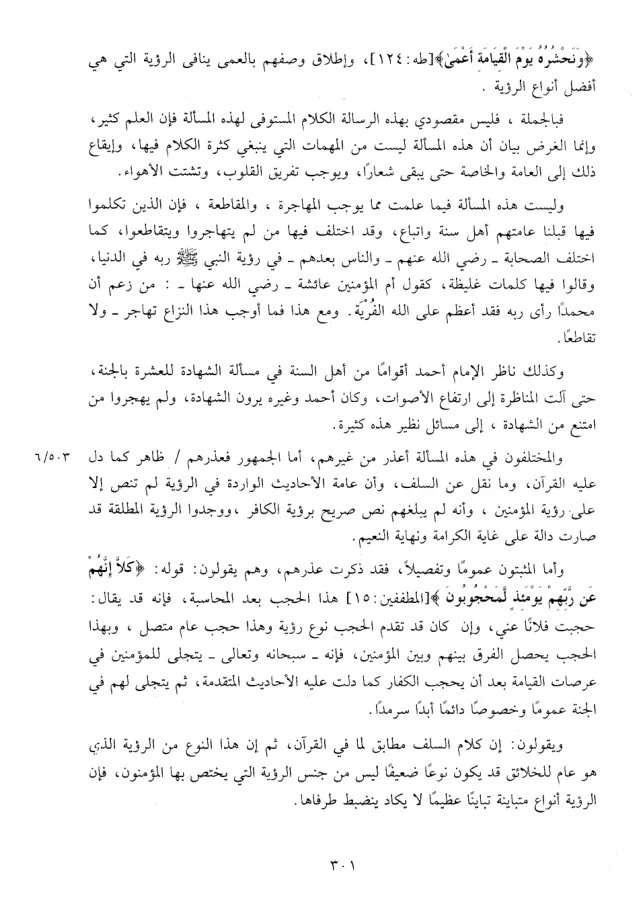 ﴿وَنَحْشُرُهُ يَوْمَ الْقِيَامَةِ أَعْمَىٰ﴾[طه:١٢٤]، وإطلاق وصفهم بالعمى ينافى الرؤية التي هي
أفضل أنواع الرؤية .
فبالجملة ، فليس مقصودي بهذه الرسالة الكلام المستوفى لهذه المسألة فإن العلم كثير،
وإنما الغرض بيان أن هذه المسألة ليست من المهمات التي ينبغي كثرة الكلام فيها، وإيقاع
ذلك إلى العامة والخاصة حتى يبقى شعارًا، ويوجب تفريق القلوب، وتشتت الأهواء.
وليست هذه المسألة فيما علمت مما يوجب المهاجرة ، والمقاطعة ، فإن الذين تكلموا
فيها قبلنا عامتهم أهل سنة واتباع، وقد اختلف فيها من لم يتهاجروا ويتقاطعوا، كما
اختلف الصحابة ـ رضي الله عنهم ـ والناس بعدهم ـ في رؤية النبي ﷺ ربه في الدنيا،
وقالوا فيها كلمات غليظة، كقول أم المؤمنين عائشة ـ رضي الله عنها ـ : من زعم أن
محمدًا رأى ربه فقد أعظم على الله الفُرْيَة. ومع هذا فما أوجب هذا النزاع تهاجر ـ ولا
تقاطعًا.
وكذلك ناظر الإمام أحمد أقوامًا من أهل السنة في مسألة الشهادة للعشرة بالجنة،
حتى آلت المناظرة إلى ارتفاع الأصوات، وكان أحمد وغيره يرون الشهادة، ولم يهجروا من
امتنع من الشهادة ، إلى مسائل نظير هذه كثيرة.
والمختلفون في هذه المسألة أعذر من غيرهم، أما الجمهور فعذرهم / ظاهر كما دل ٦/٥٠٣
عليه القرآن، وما نقل عن السلف، وأن عامة الأحاديث الواردة في الرؤية لم تنص إلا
على رؤية المؤمنين ، وأنه لم يبلغهم نص صريح برؤية الكافر ،ووجدوا الرؤية المطلقة قد
صارت دالة على غاية الكرامة ونهاية النعيم.
وأما المثبتون عمومًا وتفصيلاً، فقد ذكرت عذرهم، وهم يقولون: قوله: ﴿كَلاَّ إِنَّهُمْ
عَن رَّبِّهِمْ يَوْمَئِذٍ لَّمَحْجُوبُونَ﴾[المطففين:١٥] هذا الحجب بعد المحاسبة، فإنه قد يقال:
حجبت فلانًا عني، وإن كان قد تقدم الحجب نوع رؤية وهذا حجب عام متصل ، وبهذا
الحجب يحصل الفرق بينهم وبين المؤمنين، فإنه ـ سبحانه وتعالى ـ يتجلى للمؤمنين في
عرصات القيامة بعد أن يحجب الكفار كما دلت عليه الأحاديث المتقدمة، ثم يتجلى لهم في
الجنة عمومًا وخصوصًا دائمًا أبدًا سرمدًا.
ويقولون: إن كلام السلف مطابق لما في القرآن، ثم إن هذا النوع من الرؤية الذي
هو عام للخلائق قد يكون نوعًا ضعيفًا ليس من جنس الرؤية التي يختص بها المؤمنون، فإن
الرؤية أنواع متباينة تباينًا عظيمًا لا يكاد ينضبط طرفاها.
٣٠١